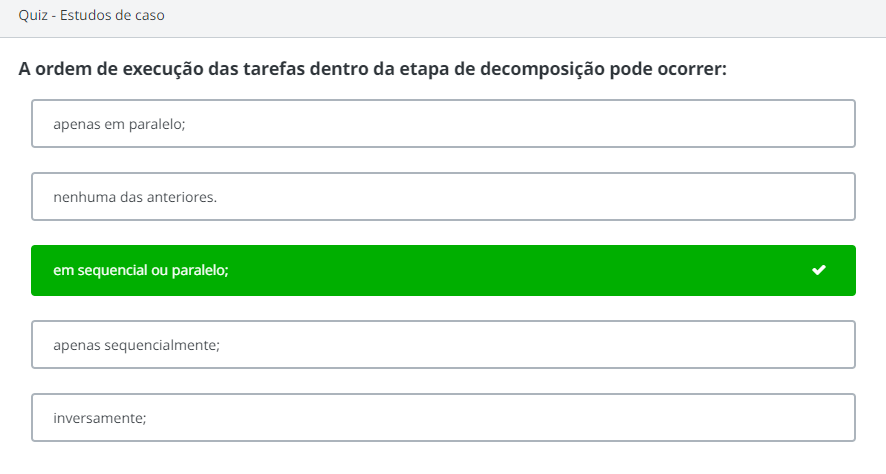 Quiz - Estudos de caso
A ordem de execução das tarefas dentro da etapa de decomposição pode ocorrer:
apenas em paralelo;
nenhuma das anteriores.
em sequencial ou paralelo;
apenas sequencialmente;
inversamente;